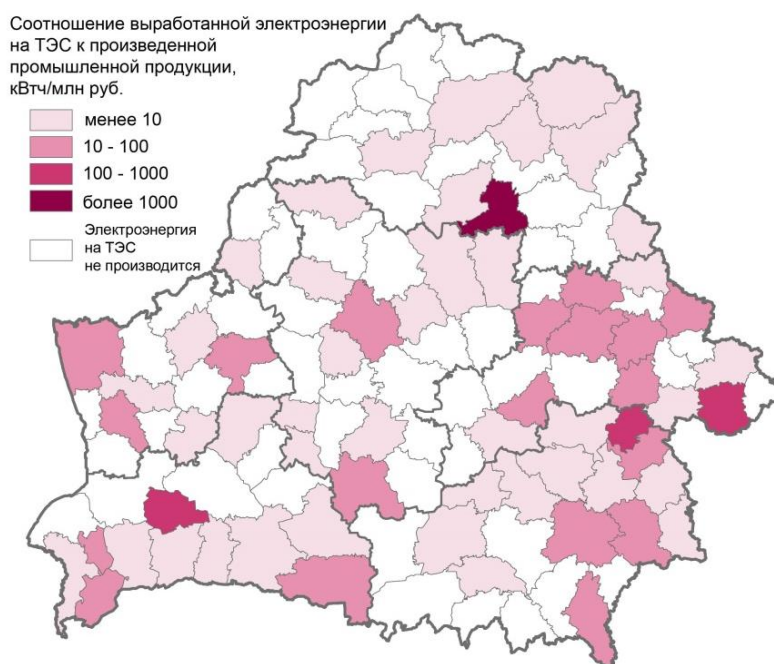 Соотношение выработанной электроэнергии
на ТЭС к произведенной
промышленной продукции,
кВтч/млн руб.
менее 10
10 - 100
100 - 1000
более 1000
Электроэнергия
на ТЭС
не производится